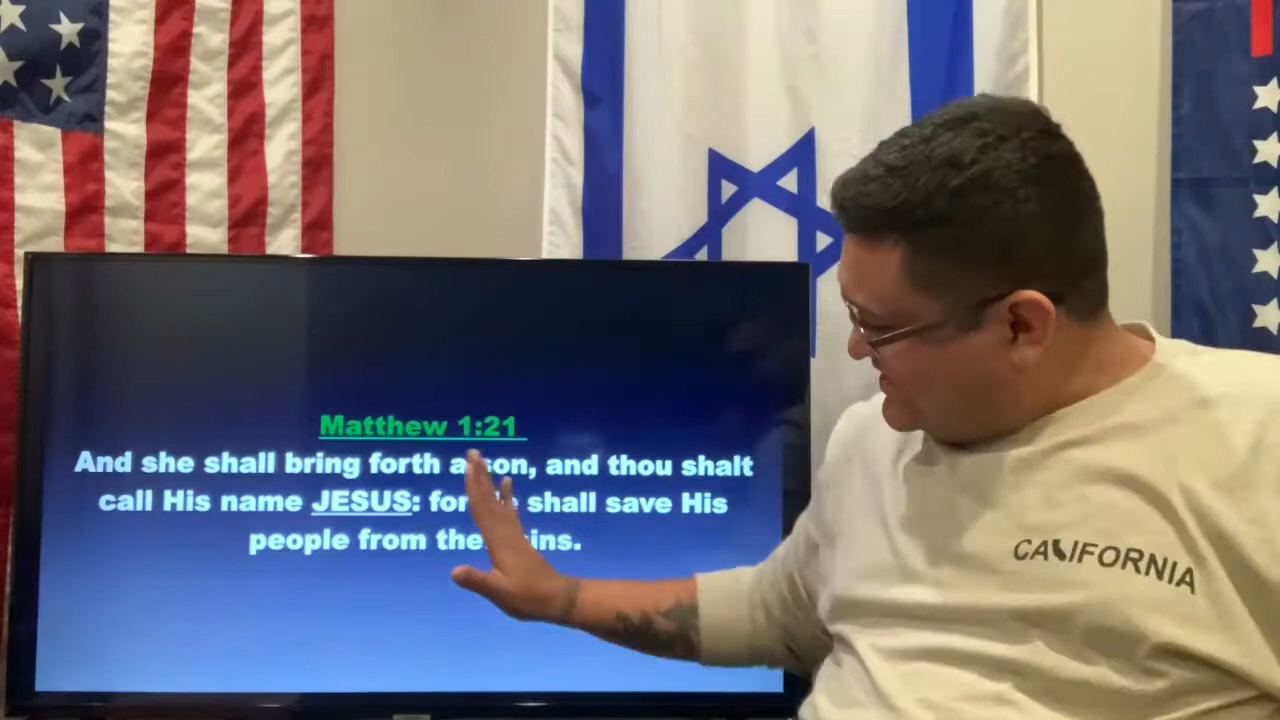 Matthew 1:21
And she shall bring forth a son, and thou shalt
call His name JESUS: for shall save His
people from
CALIFORNIA